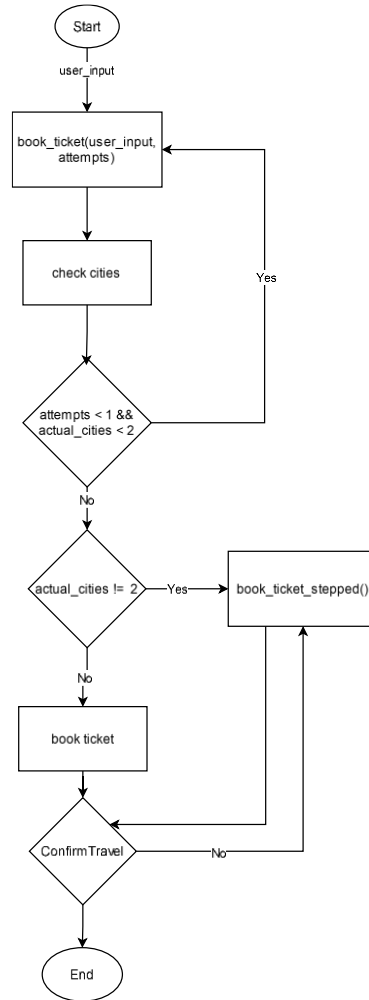 Start
user_input
book_ticket(user_input,
attempts)
check cities
Yes
attempts < 1 &&
actual_cities < 2
No
actual_cities != 2
Yes
book_ticket_stepped()
No
book ticket
ConfirmTravel
No
End